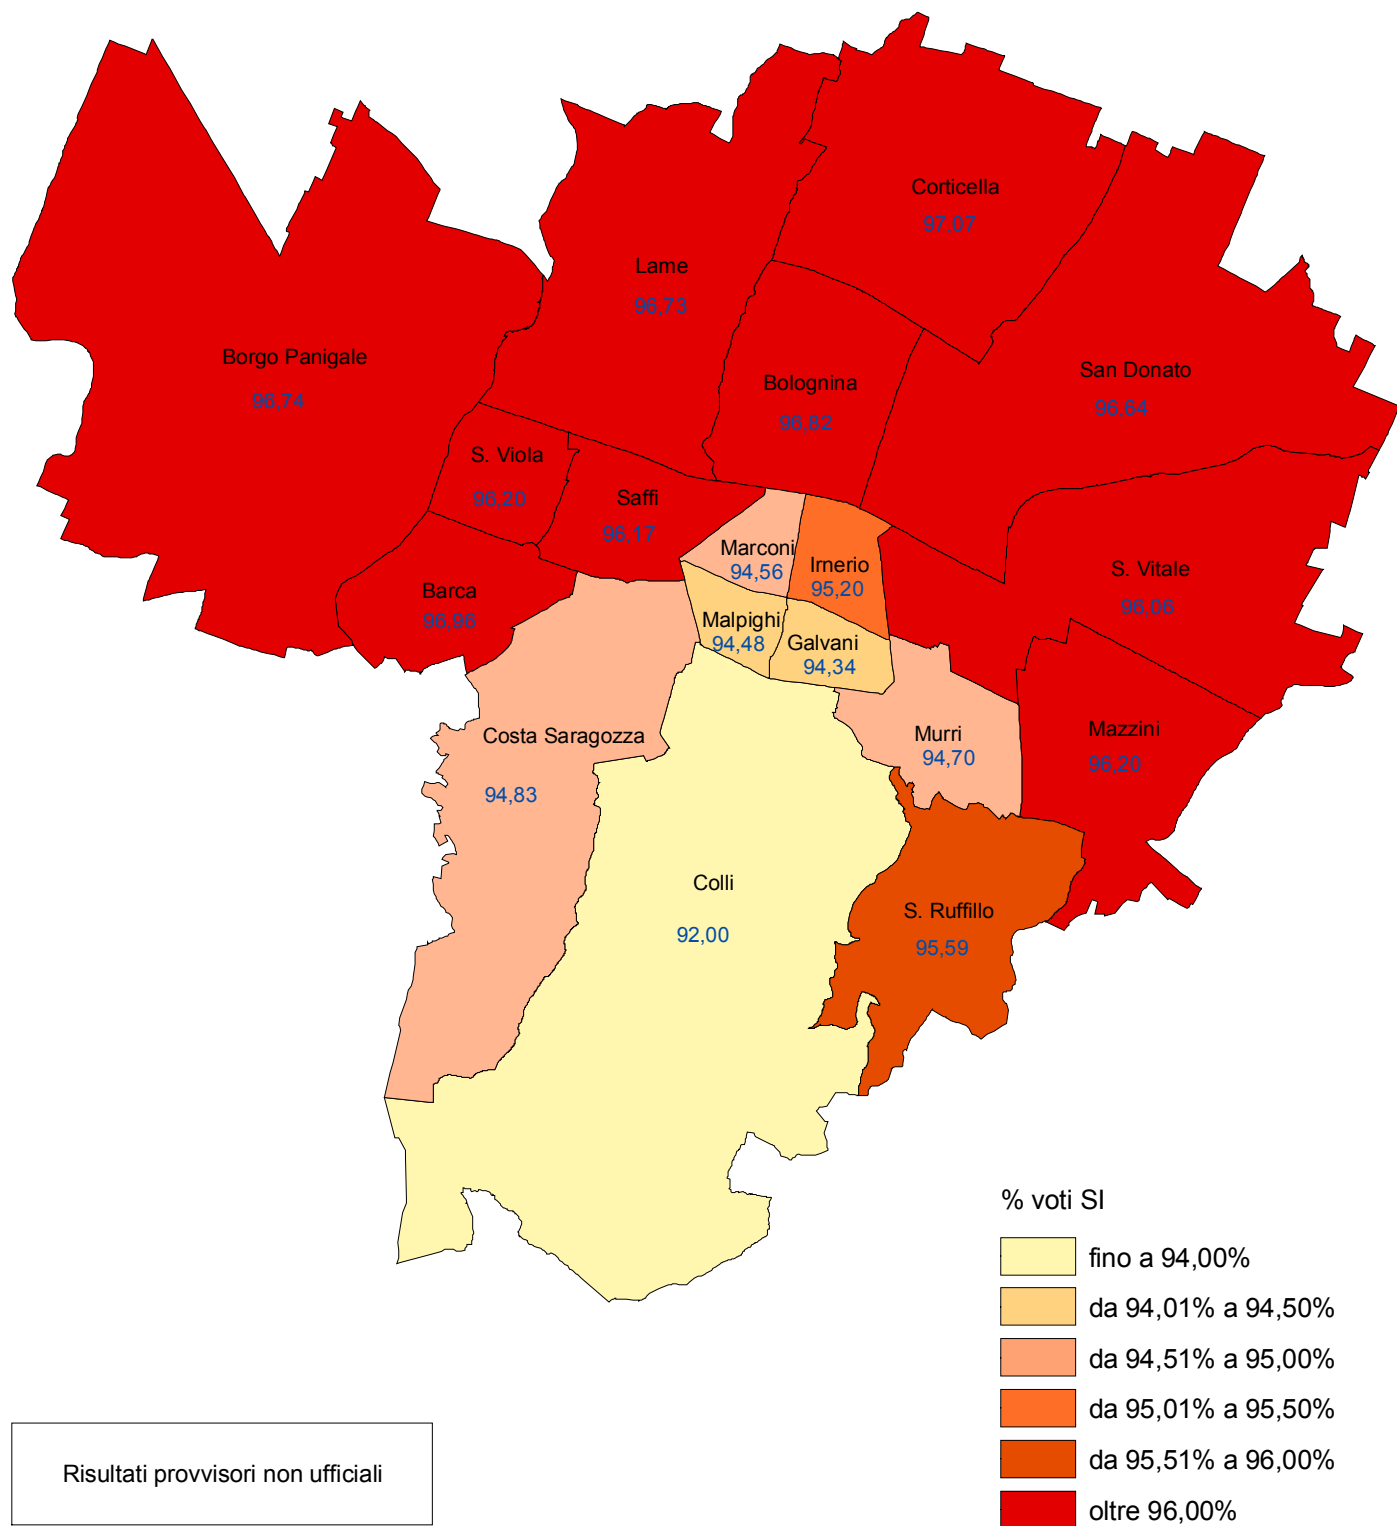 Corticella
97,07
Lame
96,73
Borgo Panigale
96,74
Bolognina
96,82
San Donato
96,64
S. Viola
96,20
Saffi
96,17
Marconi
94,56
Irnerio
95,20
S. Vitale
96,08
Barca
96,96
Malpighi
94,48
Galvani
94,34
Costa Saragozza
94,83
Murri
94,70
Mazzini
96,20
Colli
92,00
S. Ruffillo
95,59
% voti SI
fino a 94,00%
da 94,01% a 94,50%
da 94,51% a 95,00%
da 95,01% a 95,50%
da 95,51% a 96,00%
oltre 96,00%
Risultati provvisori non ufficiali